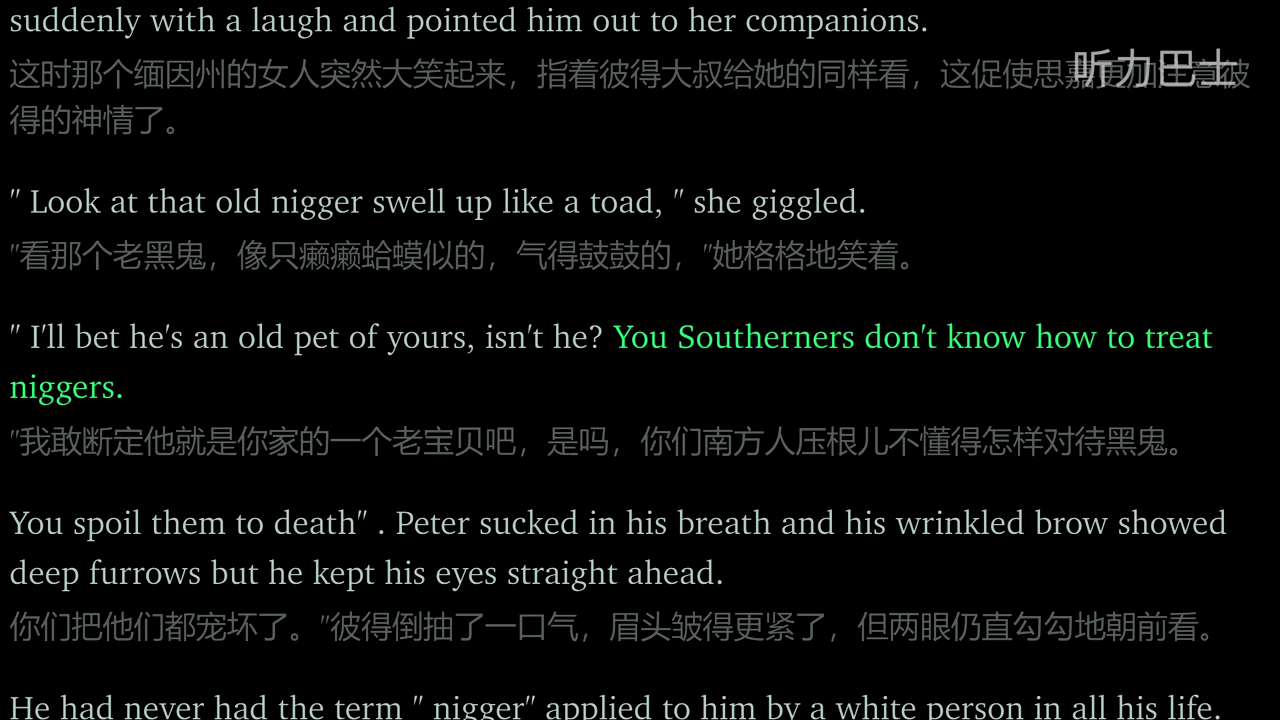 suddenly with a laugh and pointed him out to her companions.
听力巴士
这时那个缅因州的女人突然大笑起来，指着彼得大叔给她的同样看，这促使思嘉更加注意彼
得的神情了。
" Look at that old nigger swell up like a toad, " she giggled.
"看那个老黑鬼，像只癞癞蛤蟆似的，气得鼓鼓的，"她格格地笑着。
" I'll bet he's an old pet of yours, isn't he? You Southerners don't know how to treat
niggers.
"我敢断定他就是你家的一个老宝贝吧，是吗，你们南方人压根儿不懂得怎样对待黑鬼。
You spoil them to death" . Peter sucked in his breath and his wrinkled brow showed
deep furrows but he kept his eyes straight ahead.
你们把他们都宠坏了。"彼得倒抽了一口气，眉头皱得更紧了，但两眼仍直勾勾地朝前看。
He had never had the term " nigger" applied to him by a white person in all his life.